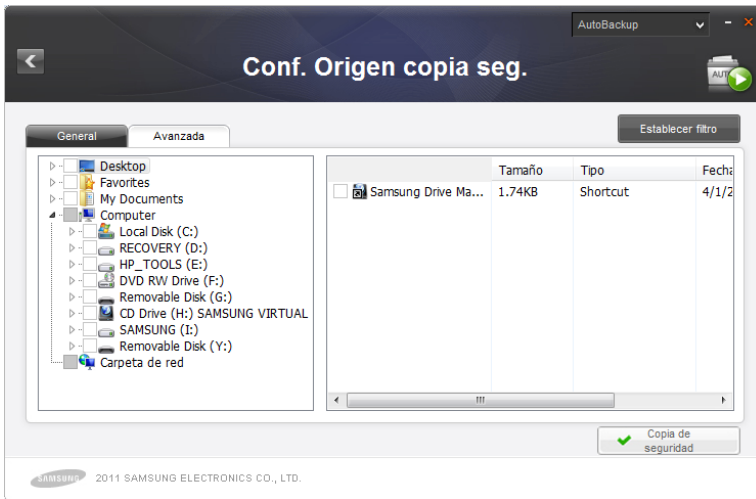 AutoBackup
Conf. Origen copia seg.
AUT
General
Avanzada
Establecer filtro
Desktop
Favorites
My Documents
Computer
Local Disk (C:)
RECOVERY (D:)
HP_TOOLS (E:)
DVD RW Drive (F:)
Removable Disk (G:)
CD Drive (H:) SAMSUNG VIRTUAL
SAMSUNG (I:)
Removable Disk (Y:)
Carpeta de red
Tamaño Tipo Fecha
Samsung Drive Ma... 1.74KB Shortcut 4/1/2
Copia de
seguridad
SAMSUNG 2011 SAMSUNG ELECTRONICS CO., LTD.